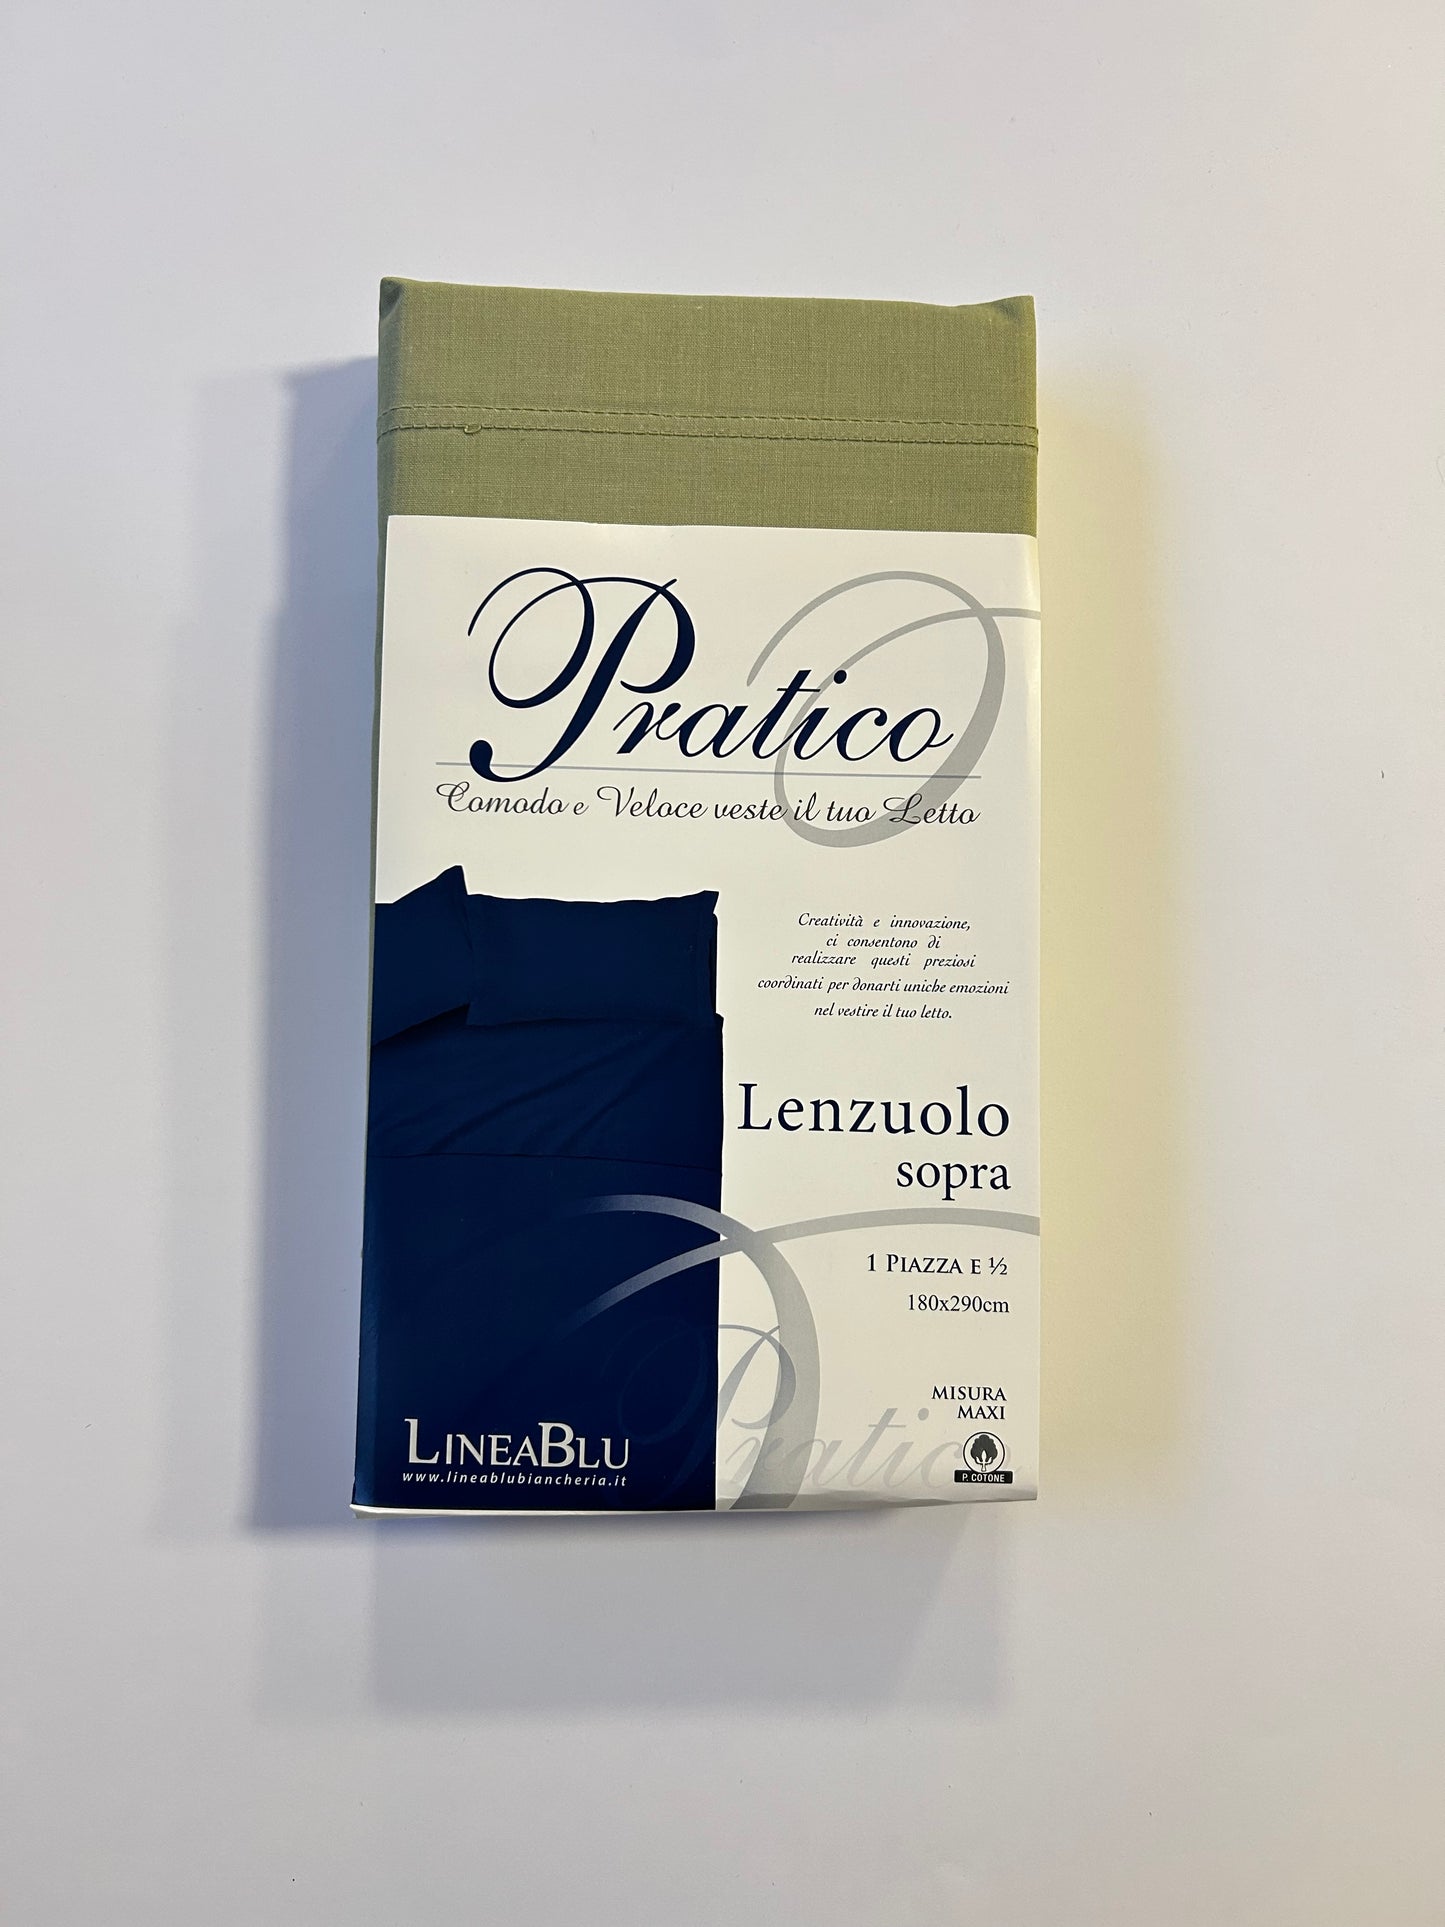 Pratico
Comodo e Veloce veste il tuo Letto
Creatività e innovazione,
ci consentono di
realizzare questi preziosi
coordinati per donarti uniche emozioni
nel vestire il tuo letto.
Lenzuolo
sopra
1 PIAZZA E ½
180x290cm
MISURA
MAXI
Pratico
P. COTONE
LINEABLU
www.lineablubiancheria.it